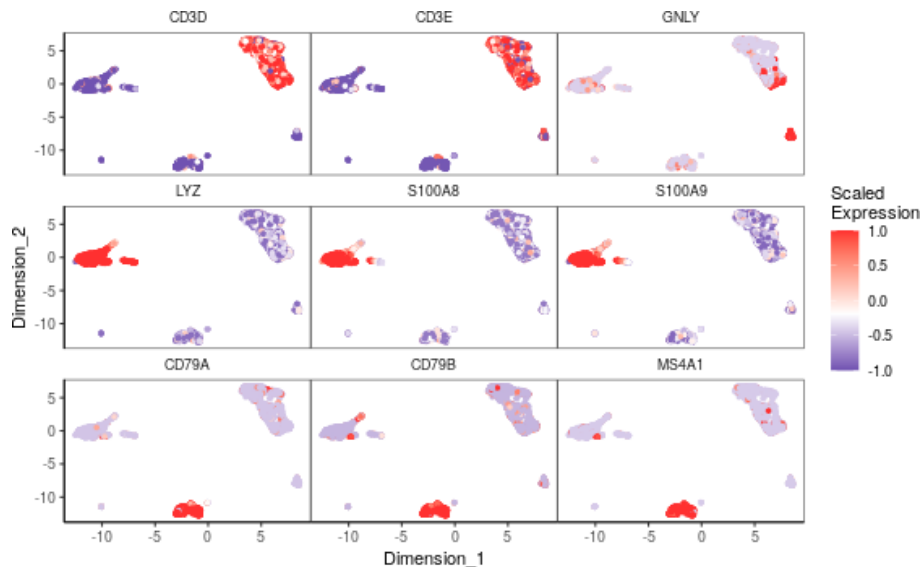 CD3D CD3E GNLY
5
0
-5
-10
LYZ S100A8 S100A9
5
0
-5
-10
CD79A CD79B MS4A1
5
0
-5
-10
-10 -5 0 5 -10 -5 0 5 -10 -5 0 5
Dimension_1
Dimension_2
Scaled
Expression
1.0
0.5
0.0
-0.5
-1.0